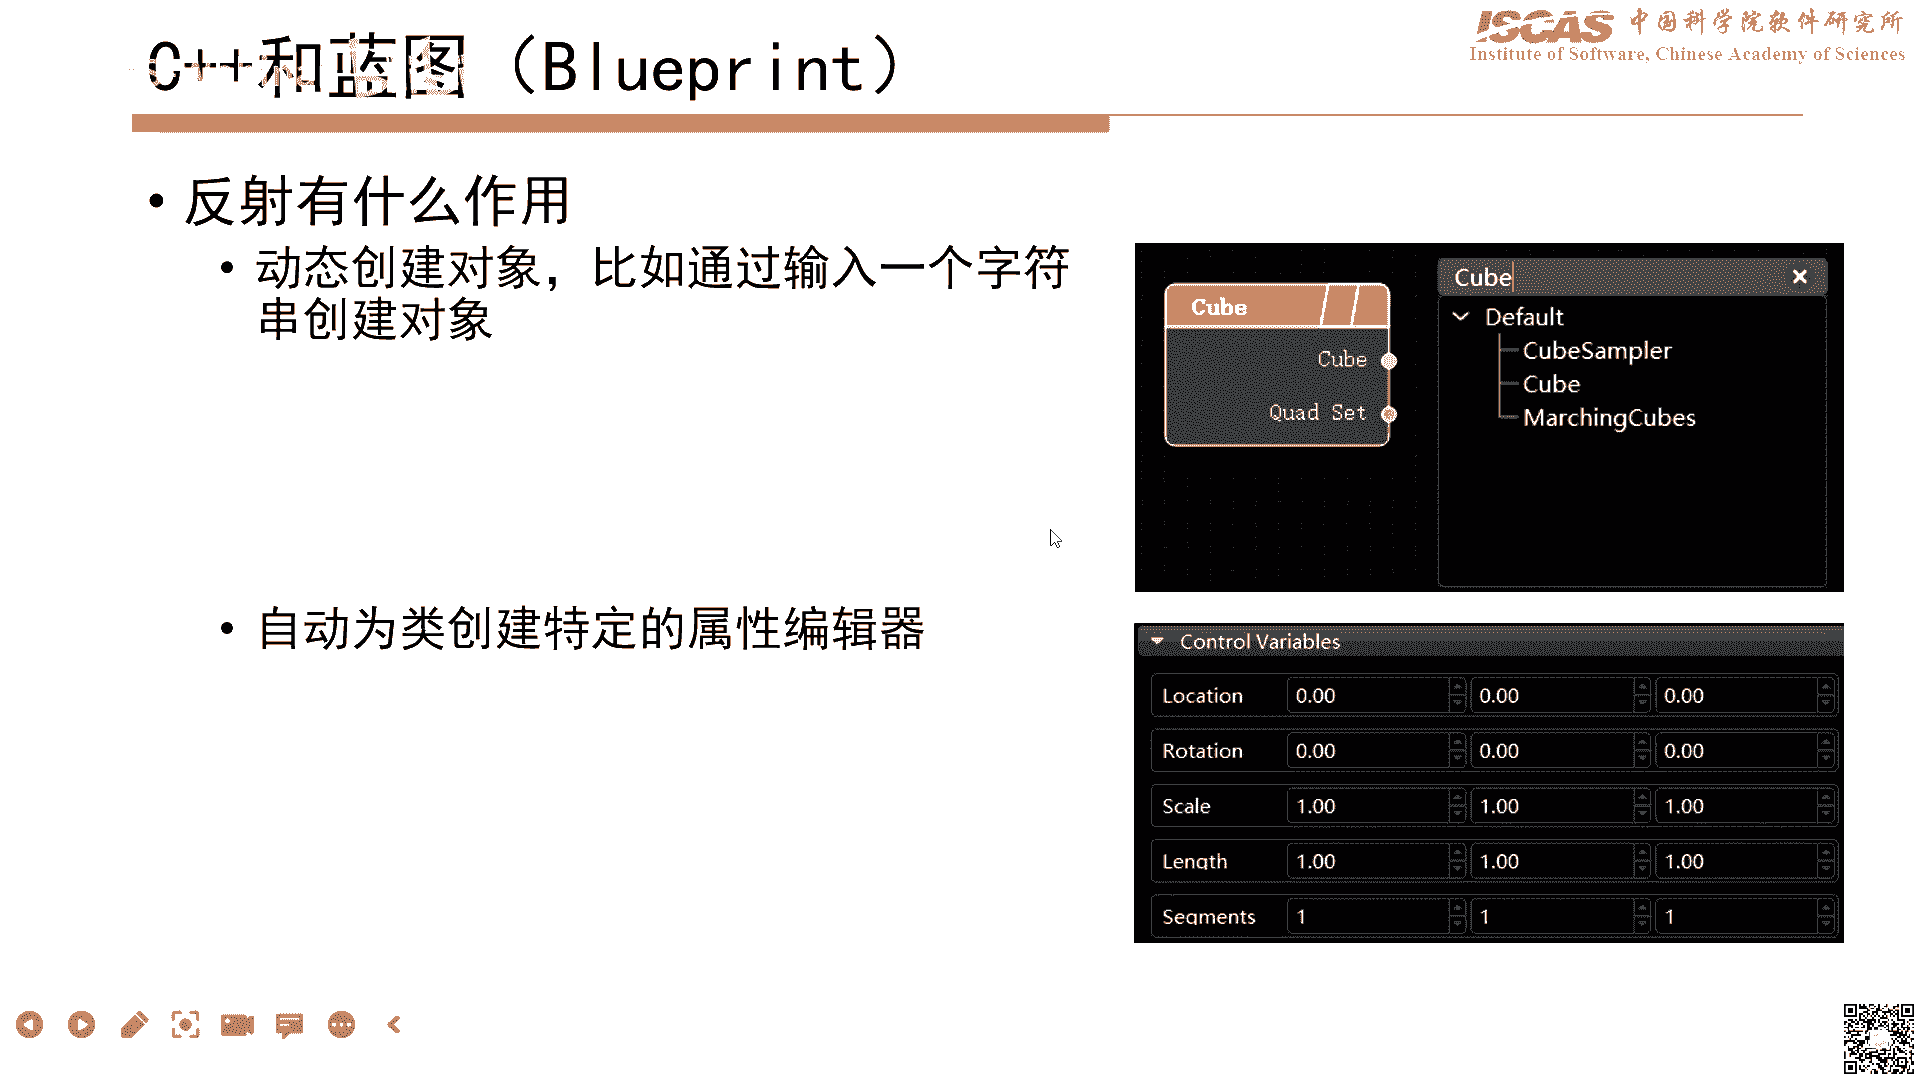 ISCAS 中国科学院软件研究所
Institute of Software, Chinese Academy of Sciences
C++和蓝图（Blueprint）
• 反射有什么作用
• 动态创建对象，比如通过输入一个字符
串创建对象
• 自动为类创建特定的属性编辑器
Cube
Cube
Quad Set
Cube
Default
CubeSampler
Cube
MarchingCubes
Control Variables
Location 0.00 0.00 0.00
Rotation 0.00 0.00 0.00
Scale 1.00 1.00 1.00
Length 1.00 1.00 1.00
Segments 1 1 1